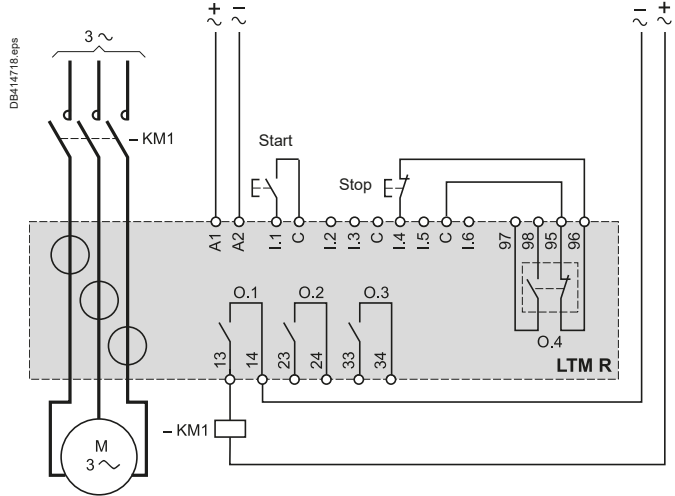 3 ~
+ − − +
~ ~ ~ ~
DB414718.eps
– KM1
Start
Stop
A1 A2 I.1 C I.2 I.3 C I.4 I.5 C I.6 97 98 95 96
O.1 O.2 O.3
O.4
13 14 23 24 33 34
LTM R
– KM1
M
3 ~